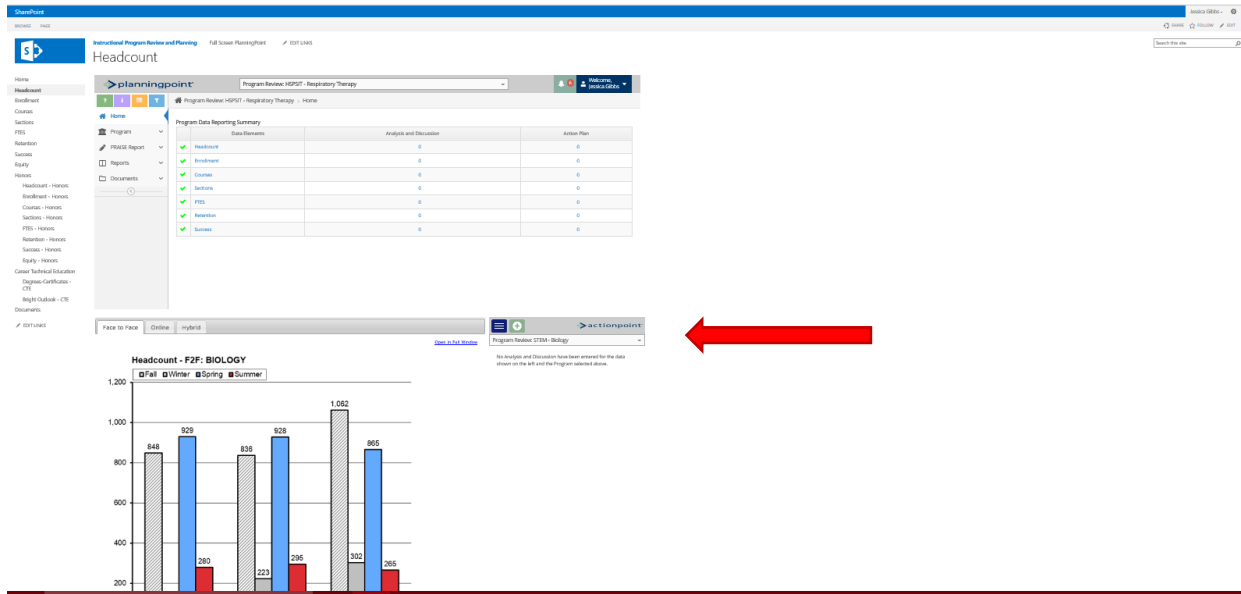 SharePoint
Jessica Gibbs
BROWSE PAGE
SHARE FOLLOW EDIT
Instructional Program Review and Planning Full Screen PlanningPoint EDIT LINKS
Search this site
S
Headcount
Home
Headcount
Enrollment
Courses
Sections
FTES
Retention
Success
Equity
Honors
Headcount - Honors
Enrollment - Honors
Courses - Honors
Sections - Honors
FTES - Honors
Retention - Honors
Success - Honors
Equity - Honors
Career Technical Education
Degrees-Certificates - CTE
Bright Outlook - CTE
Documents
EDIT LINKS
planningpoint
Program Review: HSPSIT - Respiratory Therapy
Welcome,
Jessica Gibbs
Program Review: HSPSIT - Respiratory Therapy > Home
Home
Program
PRAISE Report
Reports
Documents
Program Data Reporting Summary
Data Elements Analysis and Discussion Action Plan
Headcount 0 0
Enrollment 0 0
Courses 0 0
Sections 0 0
FTES 0 0
Retention 0 0
Success 0 0
Face to Face Online Hybrid
Open in Full Window
actionpoint
Program Review: STEM - Biology
No Analysis and Discussion have been entered for the data
shown on the left and the Program selected above.
Headcount - F2F: BIOLOGY
Fall Winter Spring Summer
1,200
1,000
800
600
400
200
848
929
280
836
223
928
295
1,062
302
865
265